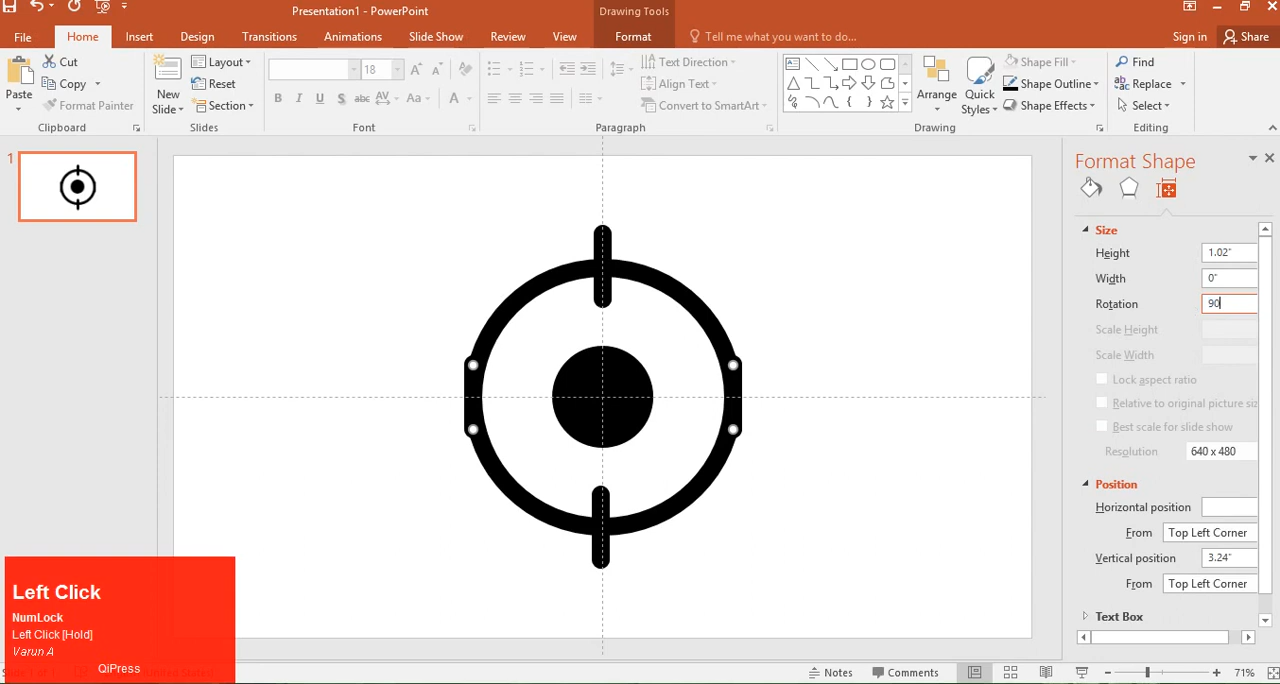 Presentation1 - PowerPoint
Drawing Tools
File
Home
Insert
Design
Transitions
Animations
Slide Show
Review
View
Format
Tell me what you want to do...
Sign in
Share
Paste
Cut
Copy
Format Painter
Clipboard
New Slide
Layout
Reset
Section
Slides
18
B I U S abc AV Aa A
Font
Text Direction
Align Text
Convert to SmartArt
Paragraph
Arrange
Quick Styles
Shape Fill
Shape Outline
Shape Effects
Drawing
Find
Replace
Select
Editing
1
Format Shape
Size
Height 1.02"
Width 0"
Rotation 90
Scale Height
Scale Width
Lock aspect ratio
Relative to original picture siz
Best scale for slide show
Resolution 640 x 480
Position
Horizontal position
From Top Left Corner
Vertical position 3.24"
From Top Left Corner
Text Box
Left Click
NumLock
Left Click [Hold]
Varun A
QiPress
Notes
Comments
71%